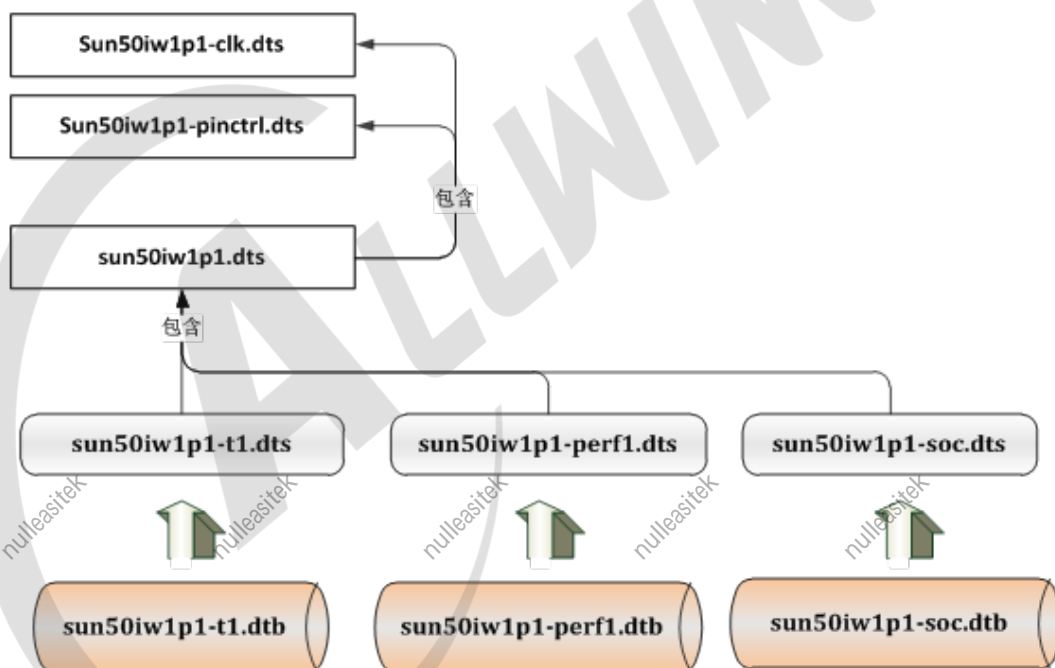 Sun50iw1p1-clk.dts
Sun50iw1p1-pinctrl.dts
包含
sun50iw1p1.dts
包含
sun50iw1p1-t1.dts
sun50iw1p1-perf1.dts
sun50iw1p1-soc.dts
nulleasitek
nulleasitek
nulleasitek
nulleasitek
nulleasitek
sun50iw1p1-t1.dtb
sun50iw1p1-perf1.dtb
sun50iw1p1-soc.dtb
ALLWIN